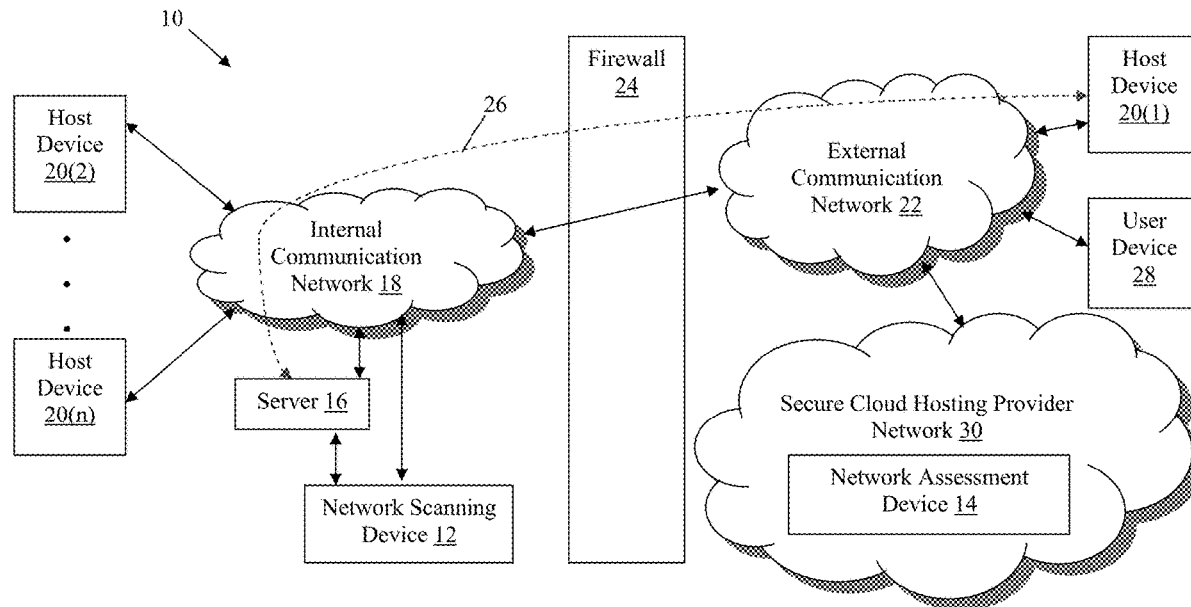 10
Host
Device
20(2)
Host
Device
20(n)
26
Internal
Communication
Network 18
Server 16
Network Scanning
Device 12
Firewall
24
External
Communication
Network 22
Host
Device
20(1)
User
Device
28
Secure Cloud Hosting Provider
Network 30
Network Assessment
Device 14